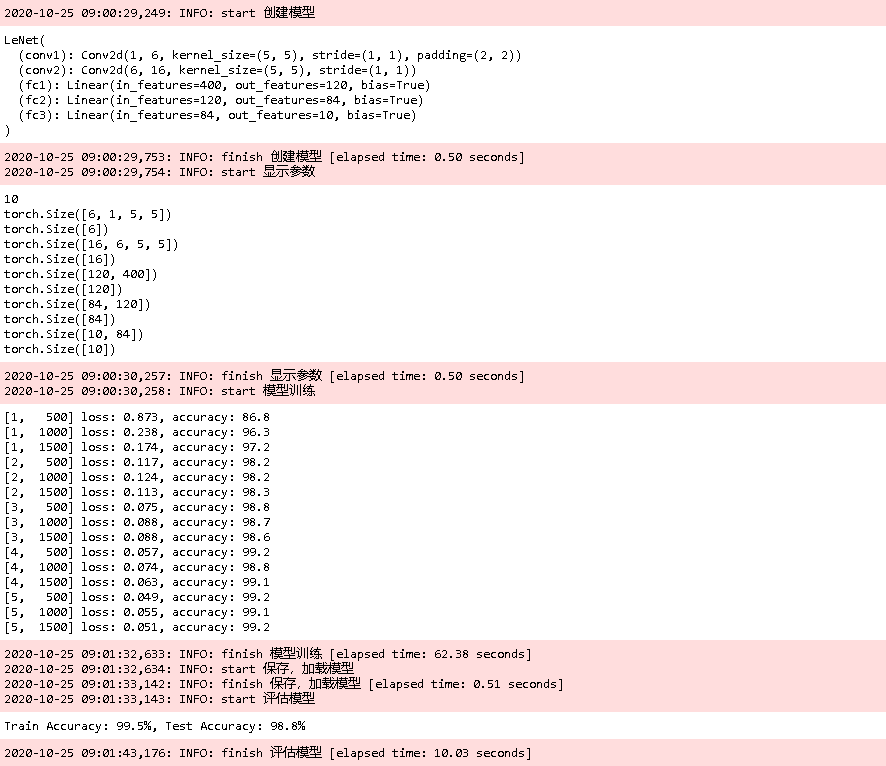 2020-10-25 09:00:29,249: INFO: start 创建模型
LeNet(
  (conv1): Conv2d(1, 6, kernel_size=(5, 5), stride=(1, 1), padding=(2, 2))
  (conv2): Conv2d(6, 16, kernel_size=(5, 5), stride=(1, 1))
  (fc1): Linear(in_features=400, out_features=120, bias=True)
  (fc2): Linear(in_features=120, out_features=84, bias=True)
  (fc3): Linear(in_features=84, out_features=10, bias=True)
)
2020-10-25 09:00:29,753: INFO: finish 创建模型 [elapsed time: 0.50 seconds]
2020-10-25 09:00:29,754: INFO: start 显示参数
10
torch.Size([6, 1, 5, 5])
torch.Size([6])
torch.Size([16, 6, 5, 5])
torch.Size([16])
torch.Size([120, 400])
torch.Size([120])
torch.Size([84, 120])
torch.Size([84])
torch.Size([10, 84])
torch.Size([10])
2020-10-25 09:00:30,257: INFO: finish 显示参数 [elapsed time: 0.50 seconds]
2020-10-25 09:00:30,258: INFO: start 模型训练
[1,   500] loss: 0.873, accuracy: 86.8
[1,  1000] loss: 0.238, accuracy: 96.3
[1,  1500] loss: 0.174, accuracy: 97.2
[2,   500] loss: 0.117, accuracy: 98.2
[2,  1000] loss: 0.124, accuracy: 98.2
[2,  1500] loss: 0.113, accuracy: 98.3
[3,   500] loss: 0.075, accuracy: 98.8
[3,  1000] loss: 0.088, accuracy: 98.7
[3,  1500] loss: 0.088, accuracy: 98.6
[4,   500] loss: 0.057, accuracy: 99.2
[4,  1000] loss: 0.074, accuracy: 98.8
[4,  1500] loss: 0.063, accuracy: 99.1
[5,   500] loss: 0.049, accuracy: 99.2
[5,  1000] loss: 0.055, accuracy: 99.1
[5,  1500] loss: 0.051, accuracy: 99.2
2020-10-25 09:01:32,633: INFO: finish 模型训练 [elapsed time: 62.38 seconds]
2020-10-25 09:01:32,634: INFO: start 保存，加载模型
2020-10-25 09:01:33,142: INFO: finish 保存，加载模型 [elapsed time: 0.51 seconds]
2020-10-25 09:01:33,143: INFO: start 评估模型
Train Accuracy: 99.5%, Test Accuracy: 98.8%
2020-10-25 09:01:43,176: INFO: finish 评估模型 [elapsed time: 10.03 seconds]